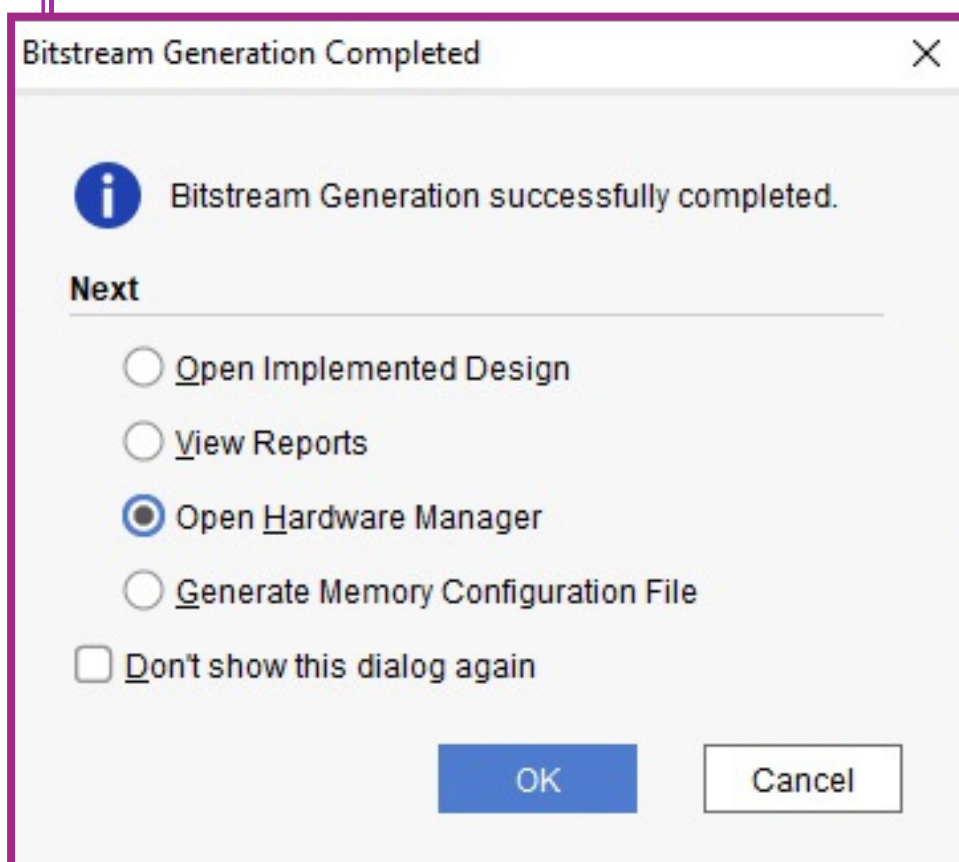 Bitstream Generation Completed
Bitstream Generation successfully completed.
Next
Open Implemented Design
View Reports
Open Hardware Manager
Generate Memory Configuration File
Don't show this dialog again
OK Cancel